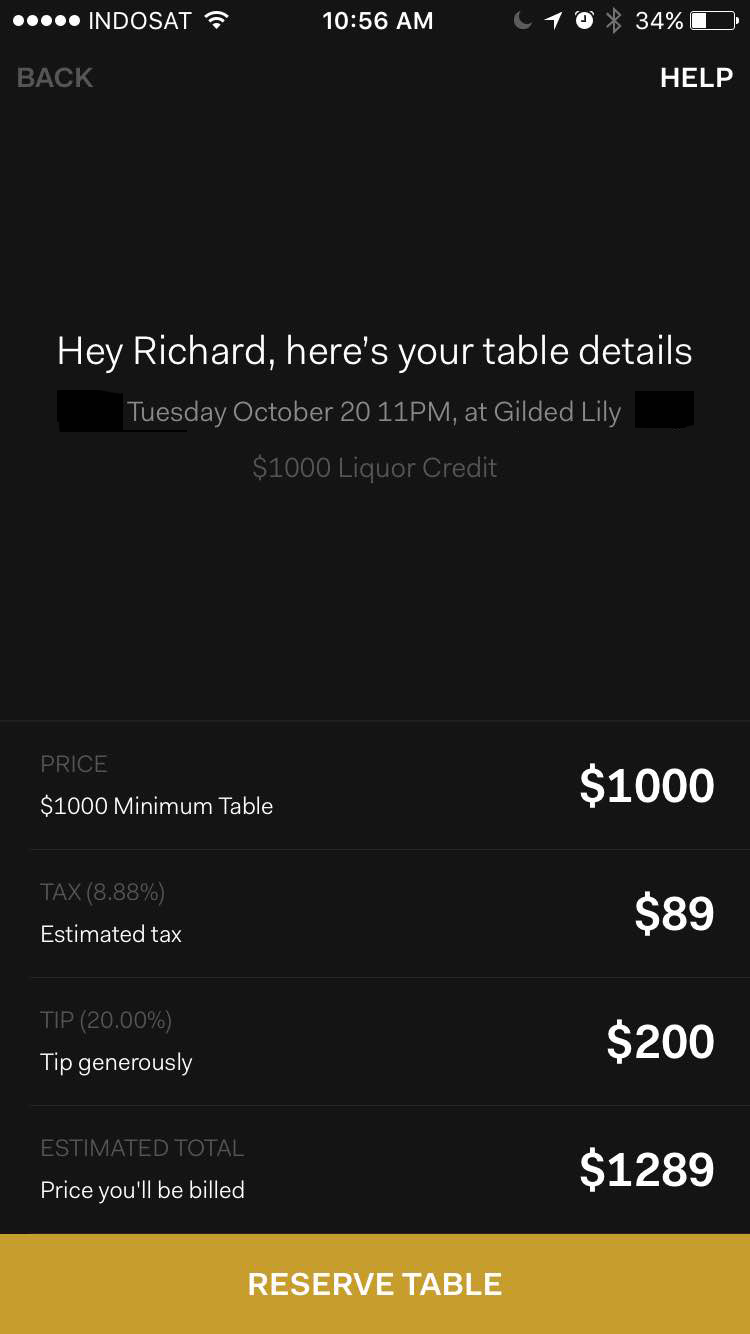 INDOSAT 10:56 AM 34%
BACK HELP
Hey Richard, here's your table details
Tuesday October 20 11PM, at Gilded Lily
$1000 Liquor Credit
PRICE
$1000 Minimum Table
$1000
TAX (8.88%)
Estimated tax
$89
TIP (20.00%)
Tip generously
$200
ESTIMATED TOTAL
Price you'll be billed
$1289
RESERVE TABLE